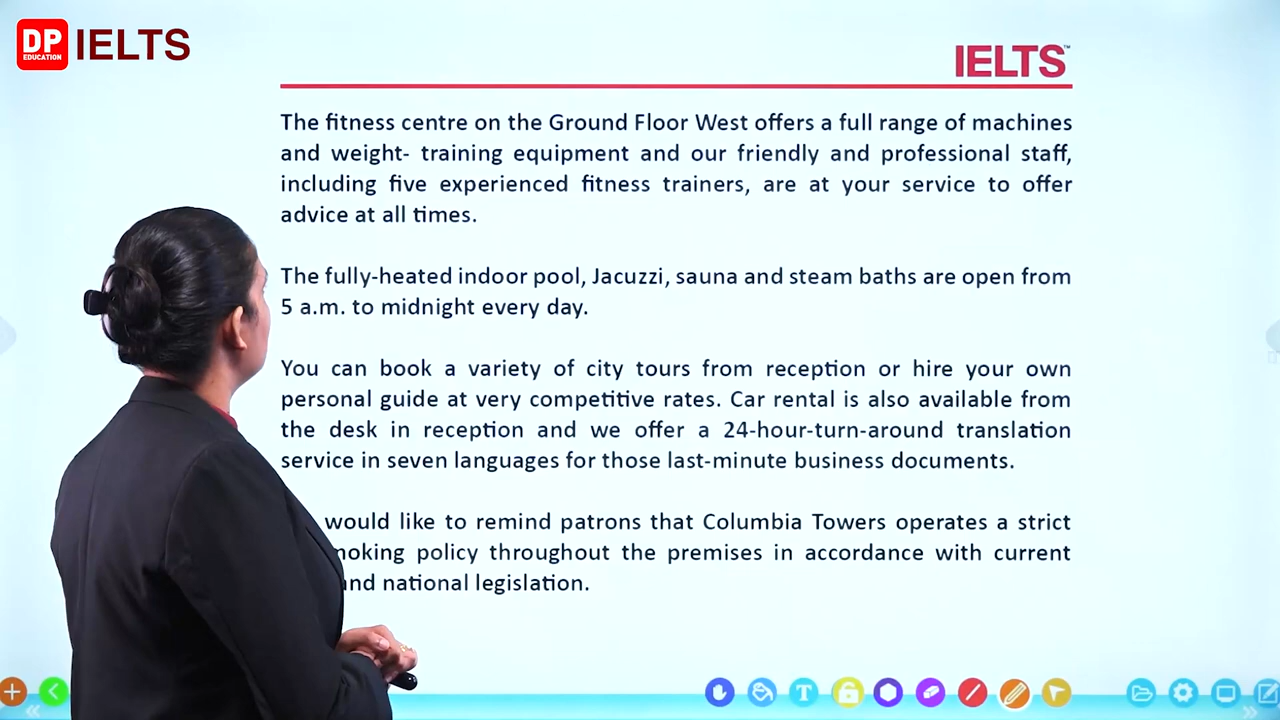 DP
EDUCATION
IELTS
IELTS™
The fitness centre on the Ground Floor West offers a full range of machines
and weight- training equipment and our friendly and professional staff,
including five experienced fitness trainers, are at your service to offer
advice at all times.
The fully-heated indoor pool, Jacuzzi, sauna and steam baths are open from
5 a.m. to midnight every day.
You can book a variety of city tours from reception or hire your own
personal guide at very competitive rates. Car rental is also available from
the desk in reception and we offer a 24-hour-turn-around translation
service in seven languages for those last-minute business documents.
would like to remind patrons that Columbia Towers operates a strict
policy throughout the premises in accordance with current
national legislation.